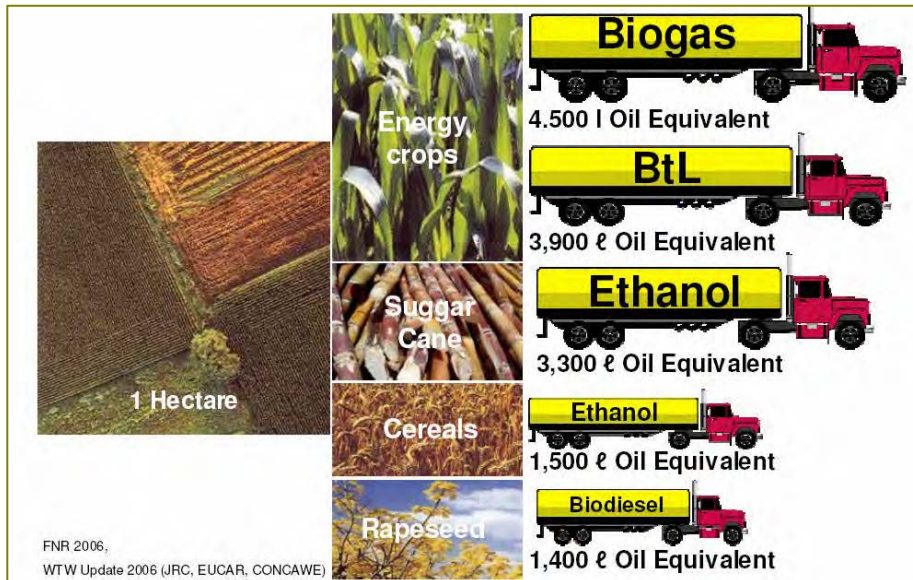 1 Hectare
FNR 2006,
WTW Update 2006 (JRC, EUCAR, CONCAWE)
Energy
crops
Biogas
4.500 l Oil Equivalent
BtL
3,900 ℓ Oil Equivalent
Suggar
Cane
Ethanol
3,300 ℓ Oil Equivalent
Cereals
Ethanol
1,500 ℓ Oil Equivalent
Rapeseed
Biodiesel
1,400 ℓ Oil Equivalent